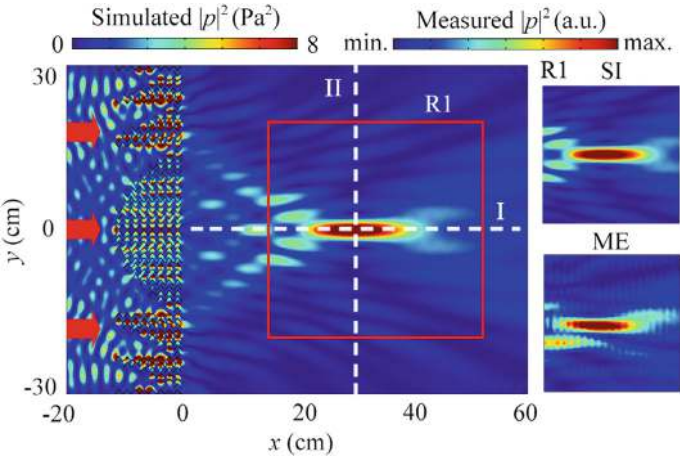 Simulated |p|² (Pa²)
Measured |p|² (a.u.)
0
8
min.
max.
30
II
R1
R1
SI
y (cm)
0
I
ME
-30
-20
0
20
40
60
x (cm)